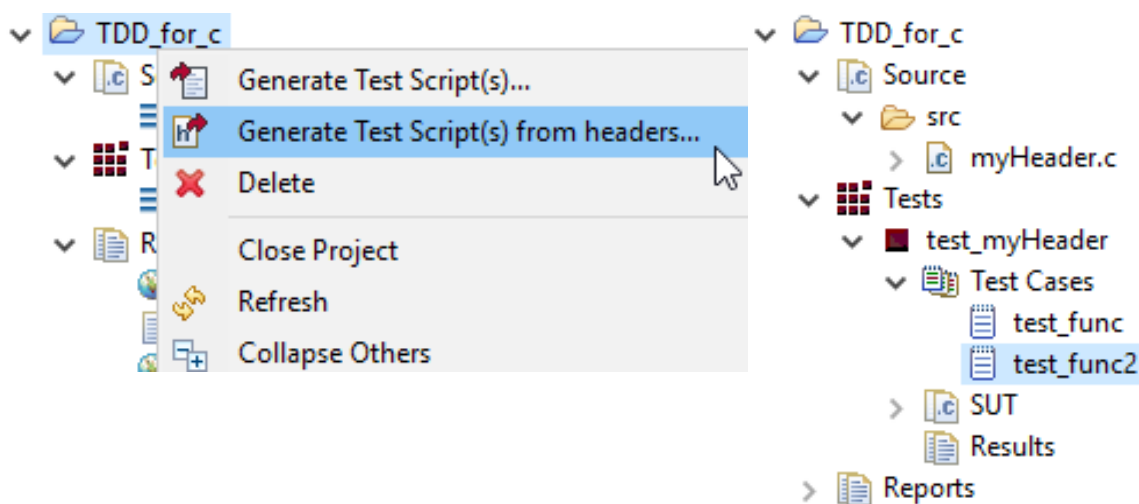 TDD_for_c
Generate Test Script(s)...
Generate Test Script(s) from headers...
Delete
Close Project
Refresh
Collapse Others
TDD_for_c
Source
src
myHeader.c
Tests
test_myHeader
Test Cases
test_func
test_func2
SUT
Results
Reports